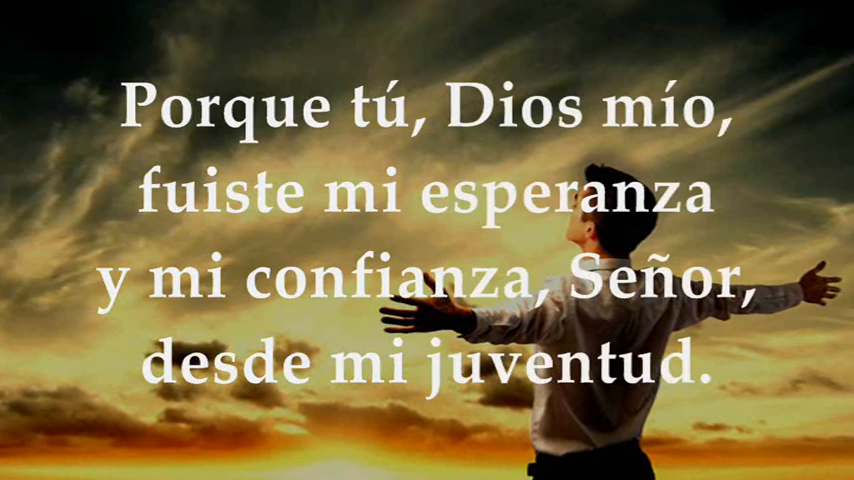 Porque tú, Dios mío,
fuiste mi esperanza
y mi confianza, Señor,
desde mi juventud.